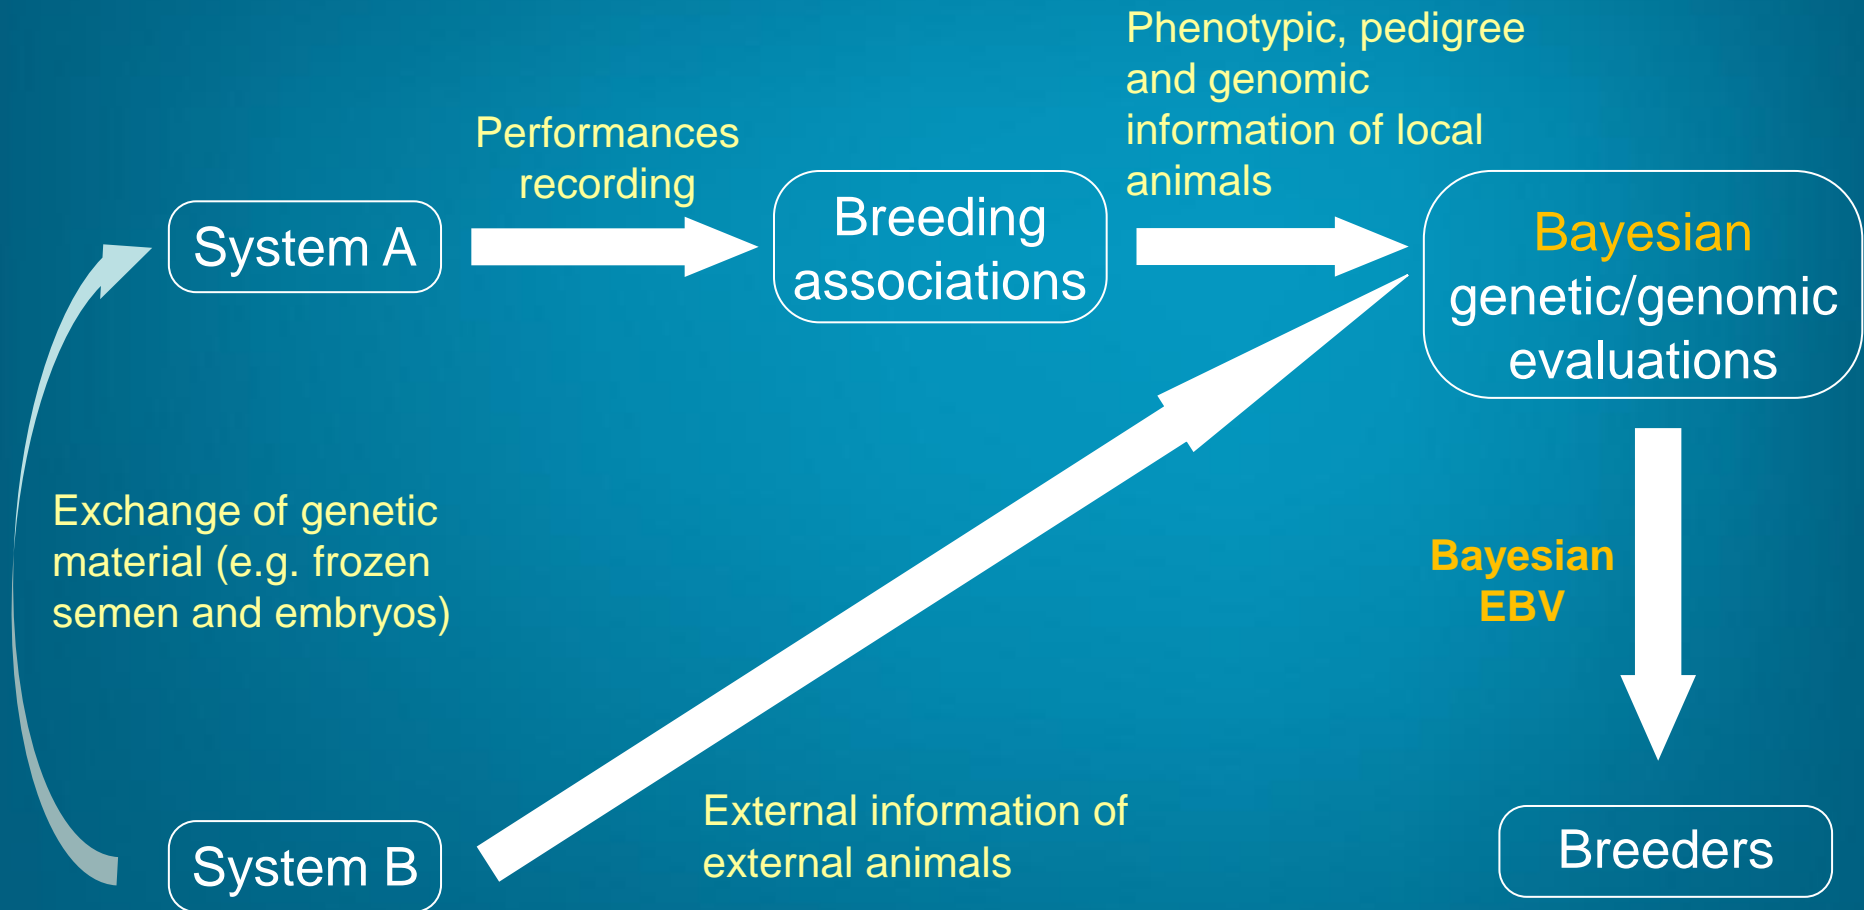 Phenotypic, pedigree
and genomic
information of local
animals
Performances
recording
System A
Breeding
associations
Bayesian
genetic/genomic
evaluations
Exchange of genetic
material (e.g. frozen
semen and embryos)
Bayesian
EBV
External information of
external animals
System B
Breeders